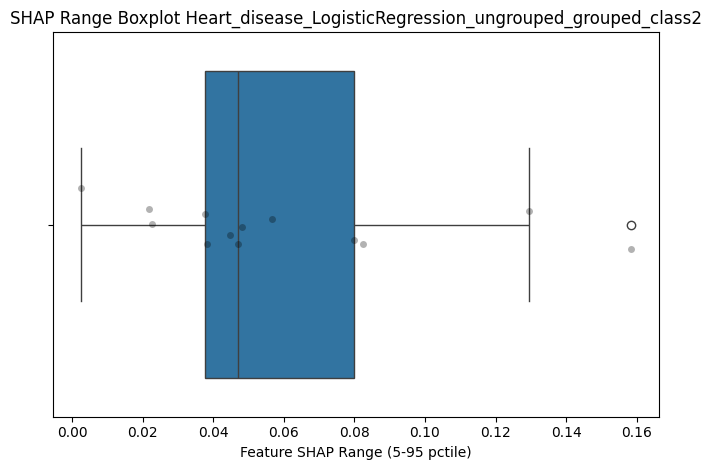 SHAP Range Boxplot Heart_disease_LogisticRegression_ungrouped_grouped_class2
0.00 0.02 0.04 0.06 0.08 0.10 0.12 0.14 0.16
Feature SHAP Range (5-95 pctile)